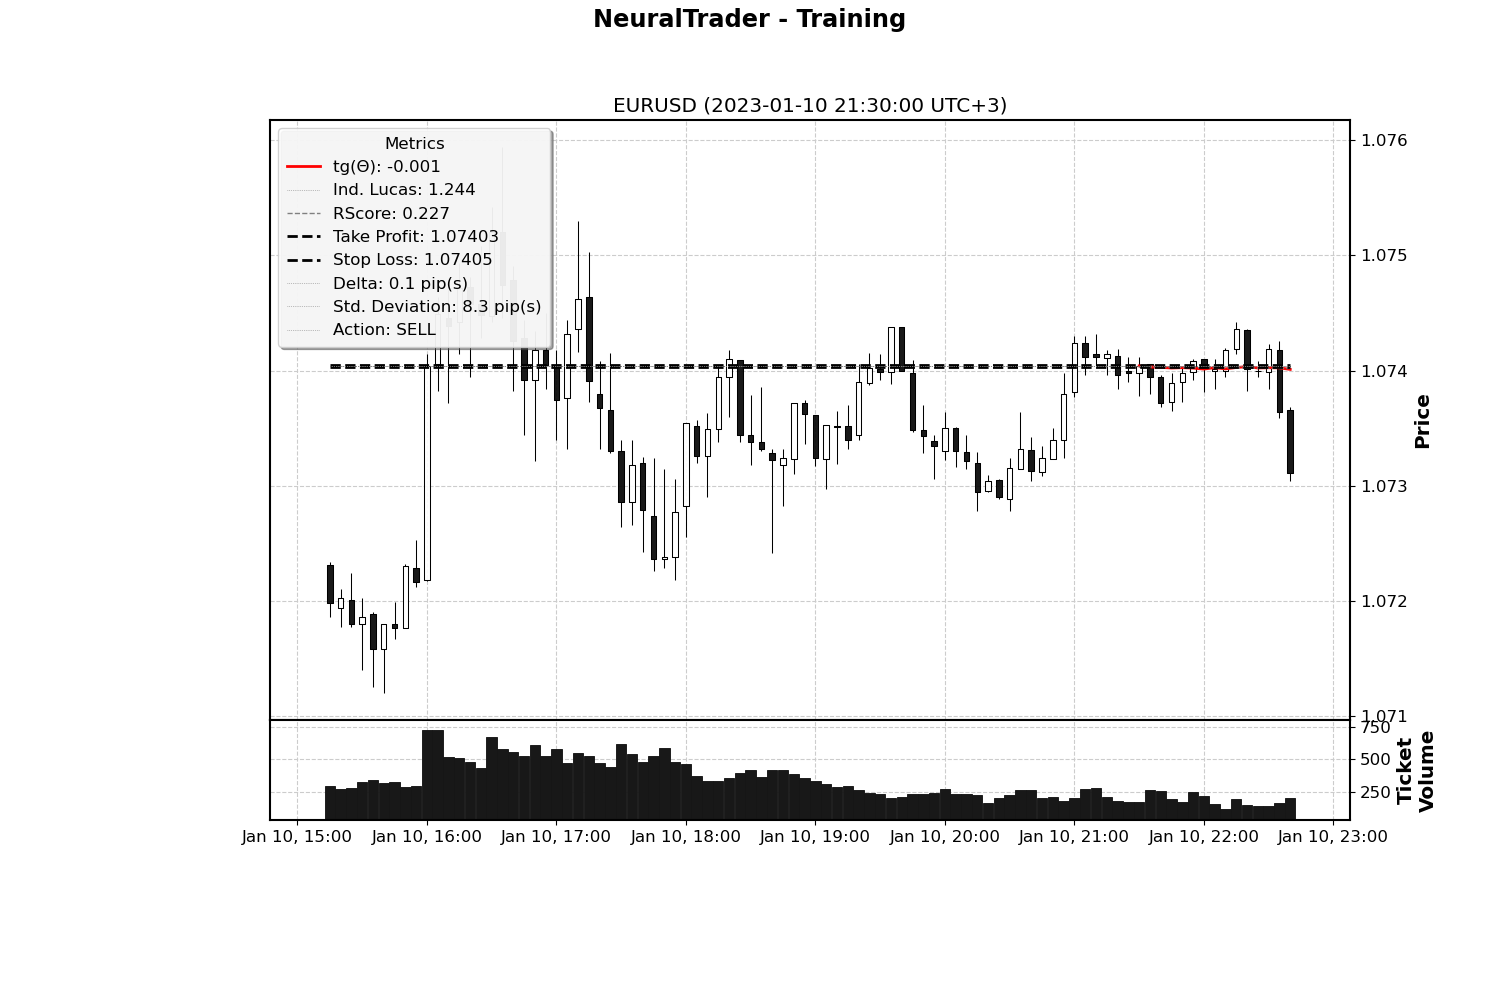 NeuralTrader - Training
EURUSD (2023-01-10 21:30:00 UTC+3)
Metrics
tg(Θ): -0.001
Ind. Lucas: 1.244
RScore: 0.227
Take Profit: 1.07403
Stop Loss: 1.07405
Delta: 0.1 pip(s)
Std. Deviation: 8.3 pip(s)
Action: SELL
1.076
1.075
1.074
1.073
1.072
1.071
Price
750
500
250
Ticket
Volume
Jan 10, 15:00
Jan 10, 16:00
Jan 10, 17:00
Jan 10, 18:00
Jan 10, 19:00
Jan 10, 20:00
Jan 10, 21:00
Jan 10, 22:00
Jan 10, 23:00